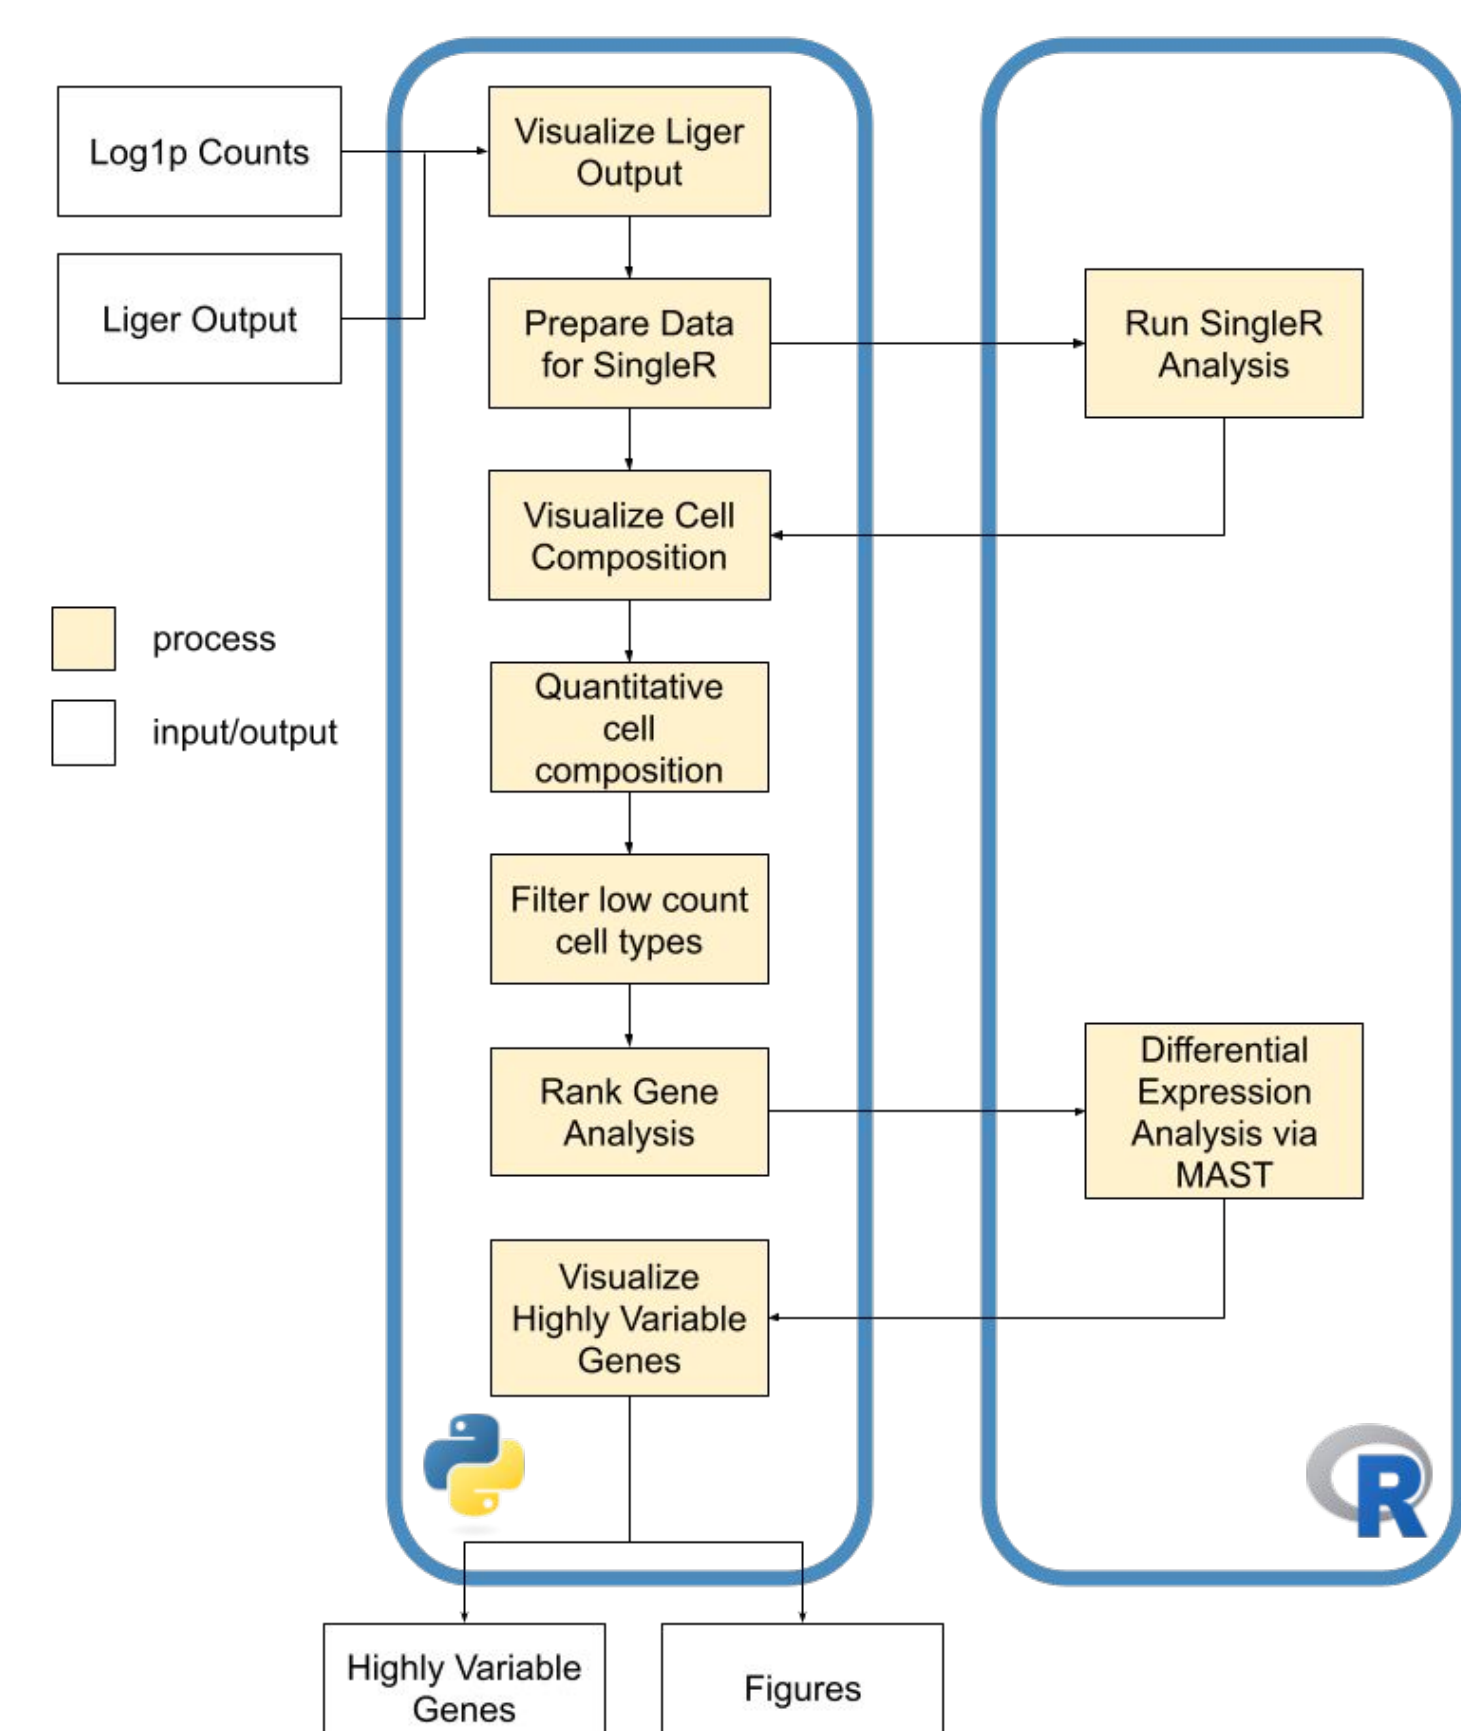 Log1p Counts
Liger Output
process
input/output
Visualize Liger
Output
Prepare Data
for SingleR
Visualize Cell
Composition
Quantitative
cell
composition
Filter low count
cell types
Rank Gene
Analysis
Visualize
Highly Variable
Genes
Run SingleR
Analysis
Differential
Expression
Analysis via
MAST
R
Highly Variable
Genes
Figures